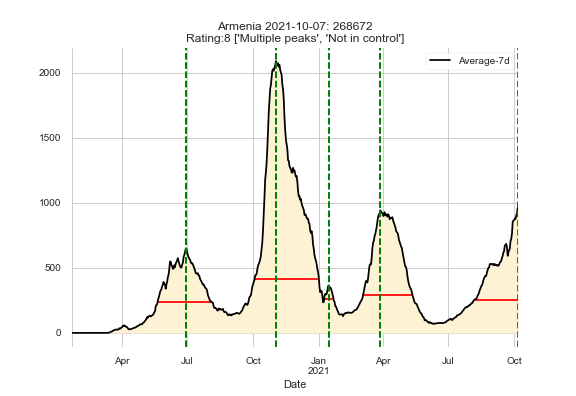 Armenia 2021-10-07: 268672
Rating:8 ['Multiple peaks', 'Not in control']
Average-7d
2000
1500
1000
500
0
Apr Jul Oct Jan Apr Jul Oct
2021
Date